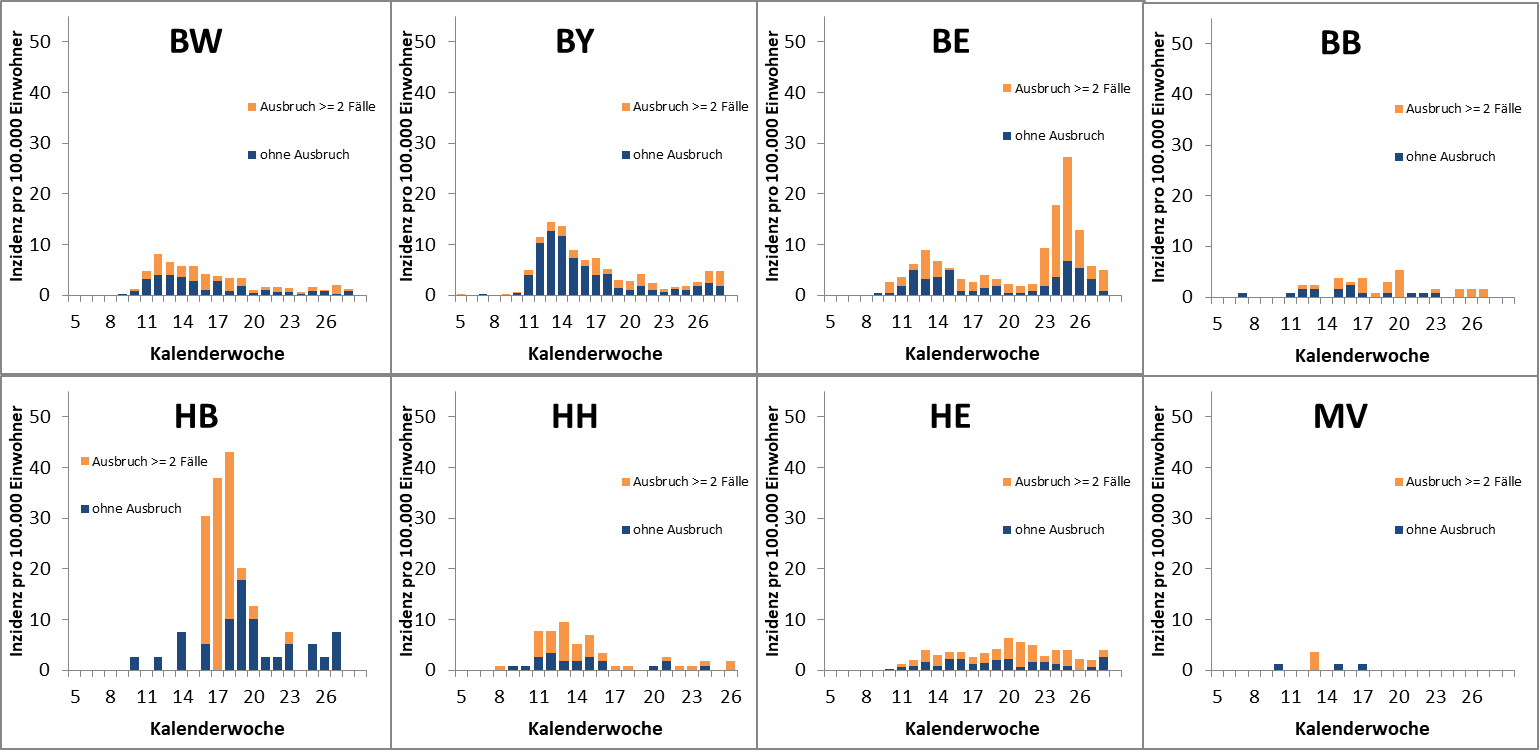 BW
Inzidenz pro 100.000 Einwohner
50
40
30
20
10
0
Ausbruch >= 2 Fälle
ohne Ausbruch
5 8 11 14 17 20 23 26
Kalenderwoche
BY
Inzidenz pro 100.000 Einwohner
50
40
30
20
10
0
Ausbruch >= 2 Fälle
ohne Ausbruch
5 8 11 14 17 20 23 26
Kalenderwoche
BE
Inzidenz pro 100.000 Einwohner
50
40
30
20
10
0
Ausbruch >= 2 Fälle
ohne Ausbruch
5 8 11 14 17 20 23 26
Kalenderwoche
BB
Inzidenz pro 100.000 Einwohner
50
40
30
20
10
0
Ausbruch >= 2 Fälle
ohne Ausbruch
5 8 11 14 17 20 23 26
Kalenderwoche
HB
Inzidenz pro 100.000 Einwohner
50
40
30
20
10
0
Ausbruch >= 2 Fälle
ohne Ausbruch
5 8 11 14 17 20 23 26
Kalenderwoche
HH
Inzidenz pro 100.000 Einwohner
50
40
30
20
10
0
Ausbruch >= 2 Fälle
ohne Ausbruch
5 8 11 14 17 20 23 26
Kalenderwoche
HE
Inzidenz pro 100.000 Einwohner
50
40
30
20
10
0
Ausbruch >= 2 Fälle
ohne Ausbruch
5 8 11 14 17 20 23 26
Kalenderwoche
MV
Inzidenz pro 100.000 Einwohner
50
40
30
20
10
0
Ausbruch >= 2 Fälle
ohne Ausbruch
5 8 11 14 17 20 23 26
Kalenderwoche